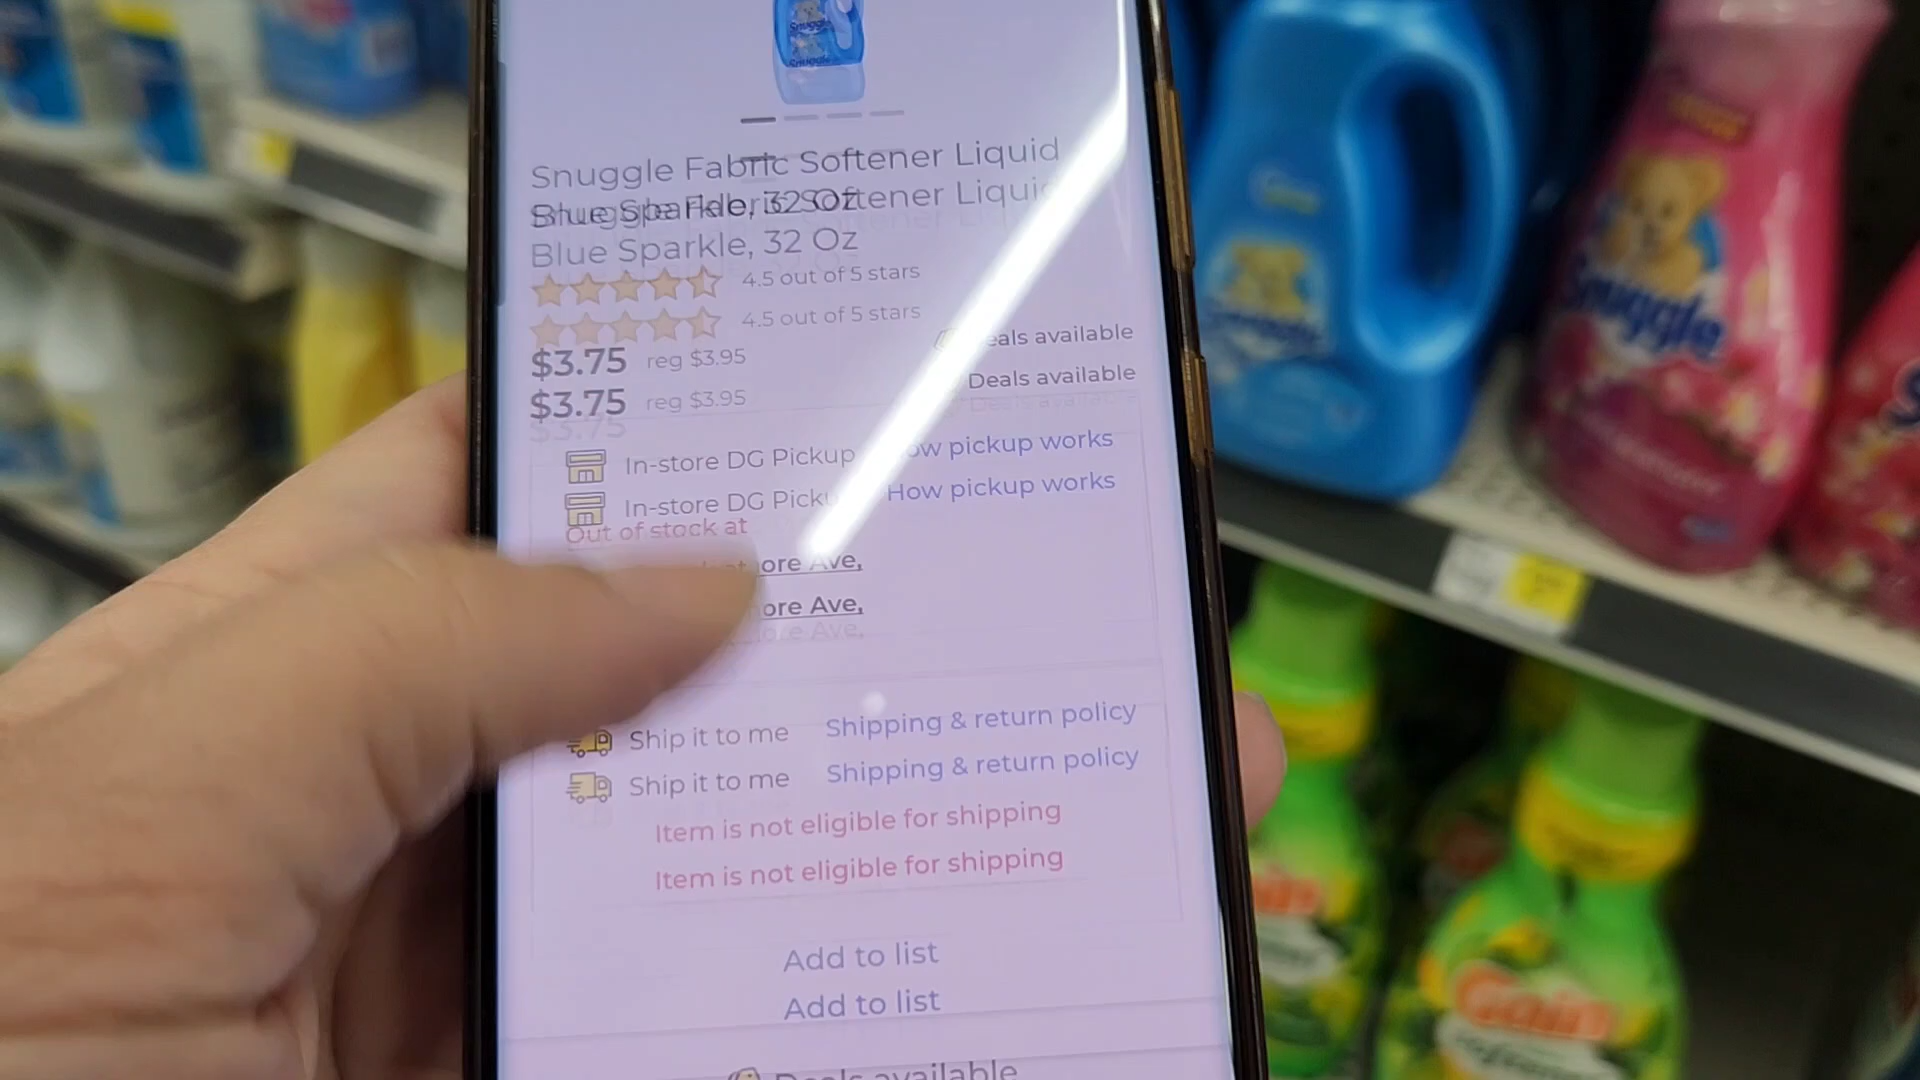 Snuggle
Snuggle Fabric Softener Liquid
Blue Sparkle, 32 Oz
Snuggle Fabric Softener Liquid
Blue Sparkle, 32 Oz
4.5 out of 5 stars
4.5 out of 5 stars
$3.75 reg $3.95
Deals available
$3.75 reg $3.95
Deals available
In-store DG Pickup How pickup works
In-store DG Pickup How pickup works
Out of stock at
ore Ave,
ore Ave,
Ship it to me Shipping & return policy
Ship it to me Shipping & return policy
Item is not eligible for shipping
Item is not eligible for shipping
Add to list
Add to list
Deals available
Snuggle
Gain
Gain